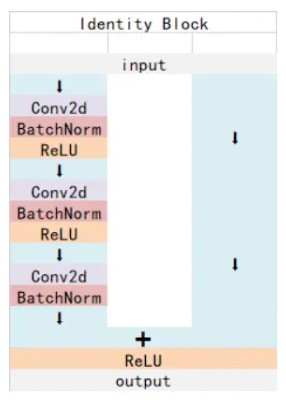 Identity Block
input
⬇
Conv2d
BatchNorm
ReLU
⬇
⬇
Conv2d
BatchNorm
ReLU
⬇
⬇
Conv2d
BatchNorm
⬇
+
ReLU
output